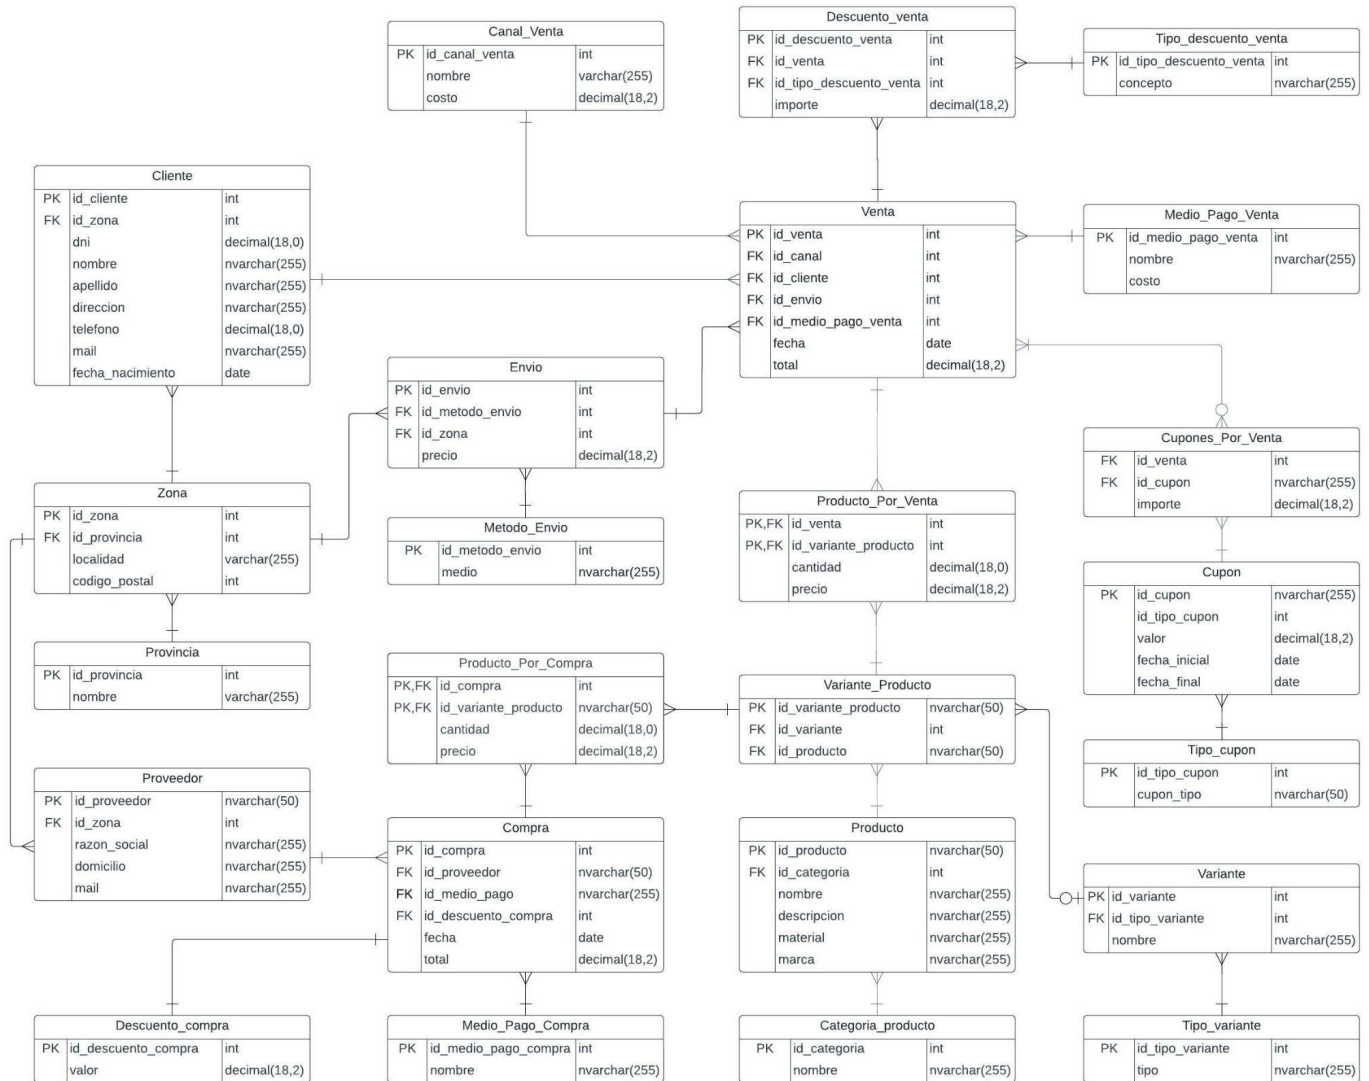 Canal_Venta
PK id_canal_venta int
nombre varchar(255)
costo decimal(18,2)
Descuento_venta
PK id_descuento_venta int
FK id_venta int
FK id_tipo_descuento_venta int
importe decimal(18,2)
Tipo_descuento_venta
PK id_tipo_descuento_venta int
concepto nvarchar(255)
Cliente
PK id_cliente int
FK id_zona int
dni decimal(18,0)
nombre nvarchar(255)
apellido nvarchar(255)
direccion nvarchar(255)
telefono decimal(18,0)
mail nvarchar(255)
fecha_nacimiento date
Venta
PK id_venta int
FK id_canal int
FK id_cliente int
FK id_envio int
FK id_medio_pago_venta int
fecha date
total decimal(18,2)
Medio_Pago_Venta
PK id_medio_pago_venta int
nombre nvarchar(255)
costo
Envio
PK id_envio int
FK id_metodo_envio int
FK id_zona int
precio decimal(18,2)
Cupones_Por_Venta
FK id_venta int
FK id_cupon nvarchar(255)
importe decimal(18,2)
Zona
PK id_zona int
FK id_provincia int
localidad varchar(255)
codigo_postal int
Metodo_Envio
PK id_metodo_envio int
medio nvarchar(255)
Producto_Por_Venta
PK,FK id_venta int
PK,FK id_variante_producto int
cantidad decimal(18,0)
precio decimal(18,2)
Cupon
PK id_cupon nvarchar(255)
id_tipo_cupon int
valor decimal(18,2)
fecha_inicial date
fecha_final date
Provincia
PK id_provincia int
nombre varchar(255)
Producto_Por_Compra
PK,FK id_compra int
PK,FK id_variante_producto nvarchar(50)
cantidad decimal(18,0)
precio decimal(18,2)
Variante_Producto
PK id_variante_producto nvarchar(50)
FK id_variante int
FK id_producto nvarchar(50)
Tipo_cupon
PK id_tipo_cupon int
cupon_tipo nvarchar(50)
Proveedor
PK id_proveedor nvarchar(50)
FK id_zona int
razon_social nvarchar(255)
domicilio nvarchar(255)
mail nvarchar(255)
Compra
PK id_compra int
FK id_proveedor nvarchar(50)
FK id_medio_pago nvarchar(255)
FK id_descuento_compra int
fecha date
total decimal(18,2)
Producto
PK id_producto nvarchar(50)
FK id_categoria int
nombre nvarchar(255)
descripcion nvarchar(255)
material nvarchar(255)
marca nvarchar(255)
Variante
PK id_variante int
FK id_tipo_variante int
nombre nvarchar(255)
Descuento_compra
PK id_descuento_compra int
valor decimal(18,2)
Medio_Pago_Compra
PK id_medio_pago_compra int
nombre nvarchar(255)
Categoria_producto
PK id_categoria int
nombre nvarchar(255)
Tipo_variante
PK id_tipo_variante int
tipo nvarchar(255)